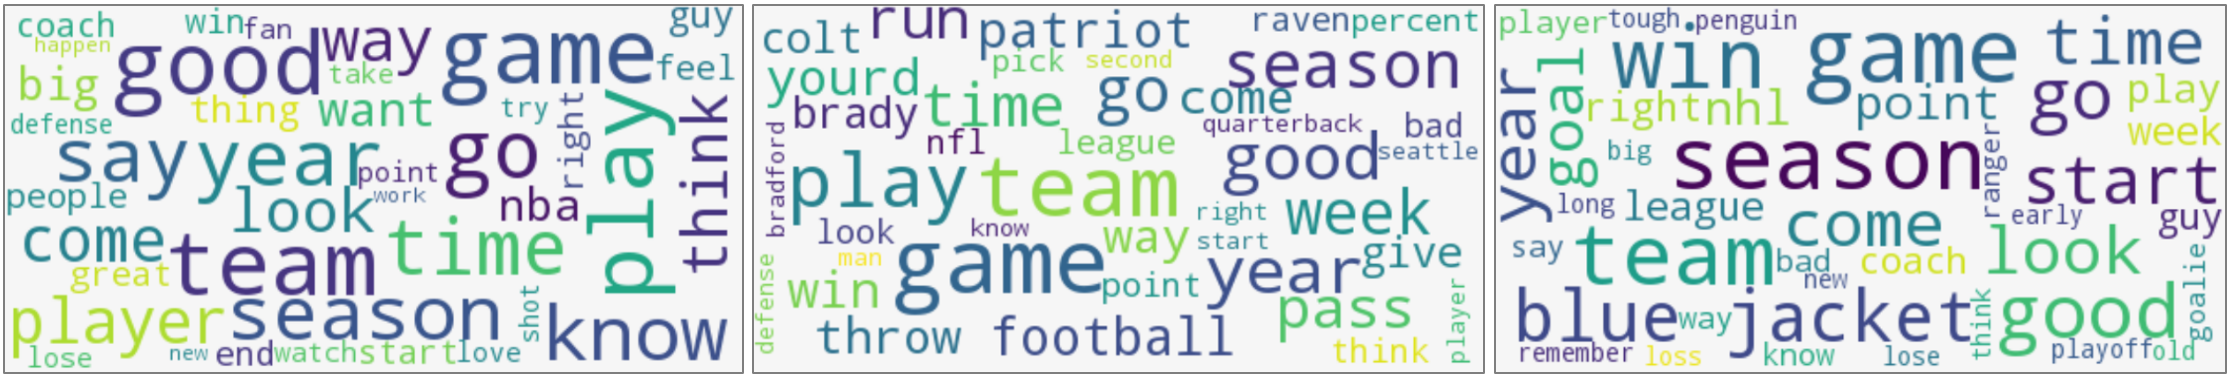 coach win fan way guy
happen good game feel
big take
thing want try think
defense right play
say year go
people point work
look nba
come team time
great
player season shot know
lose new end watch start love
colt run patriot raven percent
yourd pick second season
brady time go come
nfl league quarterback bad
bradford good seattle
play team week
look know way right start
man game year give
defense win point pass player
throw football think
player tough penguin time
year goal win game play
right nhl point go week
big season ranger start
long league early guy
say team come look
bad coach new goalie
blue way jacket think good
remember loss know lose playoff old